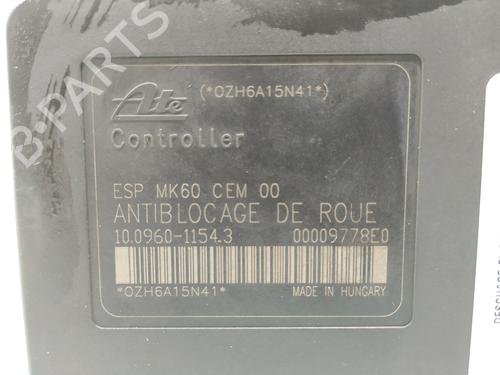 Ate
(*OZH6A15N41*)
Controller
ESP MK60 CEM 00
ANTIBLOCAGE DE ROUE
10.0960-1154.3 00009778E0
*OZH6A15N41*
MADE IN HUNGARY
B-PARTS